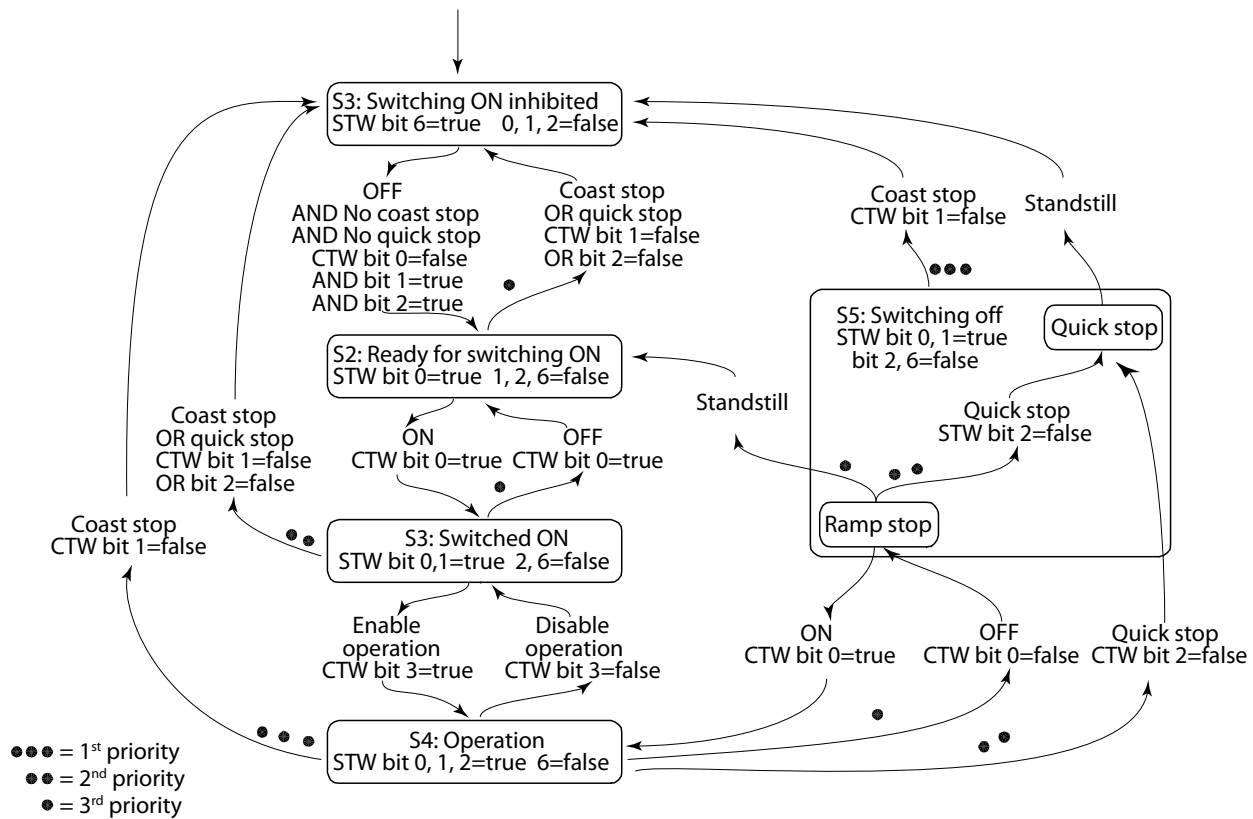 S3: Switching ON inhibited
STW bit 6=true 0, 1, 2=false
OFF
AND No coast stop
AND No quick stop
CTW bit 0=false
AND bit 1=true
AND bit 2=true
Coast stop
OR quick stop
CTW bit 1=false
OR bit 2=false
Coast stop
CTW bit 1=false
Standstill
S5: Switching off
STW bit 0, 1=true
bit 2, 6=false
Quick stop
S2: Ready for switching ON
STW bit 0=true 1, 2, 6=false
Standstill
Quick stop
STW bit 2=false
Coast stop
OR quick stop
CTW bit 1=false
OR bit 2=false
ON
CTW bit 0=true
OFF
CTW bit 0=true
Ramp stop
Coast stop
CTW bit 1=false
S3: Switched ON
STW bit 0,1=true 2, 6=false
Enable
operation
CTW bit 3=true
Disable
operation
CTW bit 3=false
ON
CTW bit 0=true
OFF
CTW bit 0=false
Quick stop
CTW bit 2=false
S4: Operation
STW bit 0, 1, 2=true 6=false
= 1st priority
= 2nd priority
= 3rd priority